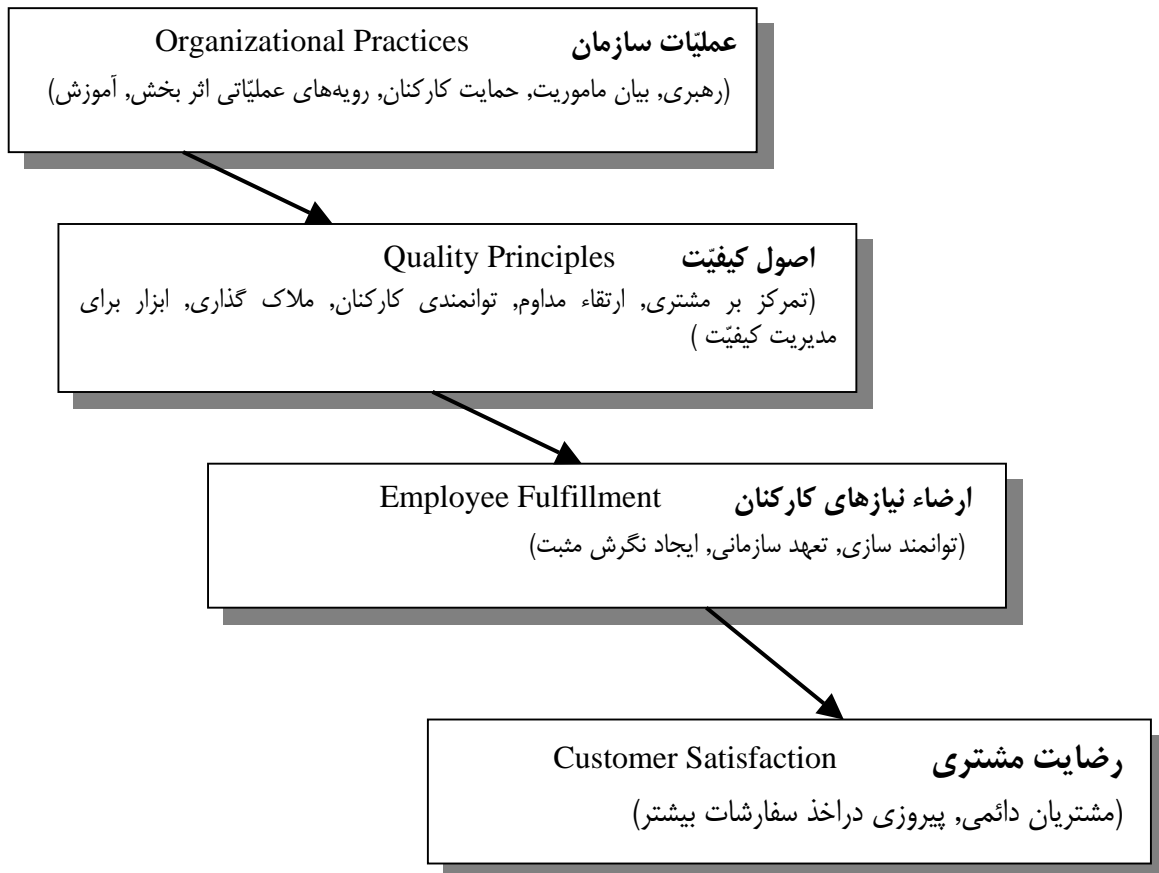 عملیّات سازمان Organizational Practices
(رهبری, بیان ماموریت, حمایت کارکنان, رویه‌های عملیّاتی اثر بخش, آموزش)
اصول کیفیّت Quality Principles
(تمرکز بر مشتری, ارتقاء مداوم, توانمندی کارکنان, ملاک گذاری, ابزار برای
مدیریت کیفیّت )
ارضاء نیازهای کارکنان Employee Fulfillment
(توانمند سازی, تعهد سازمانی, ایجاد نگرش مثبت)
رضایت مشتری Customer Satisfaction
(مشتریان دائمی, پیروزی دراخذ سفارشات بیشتر)